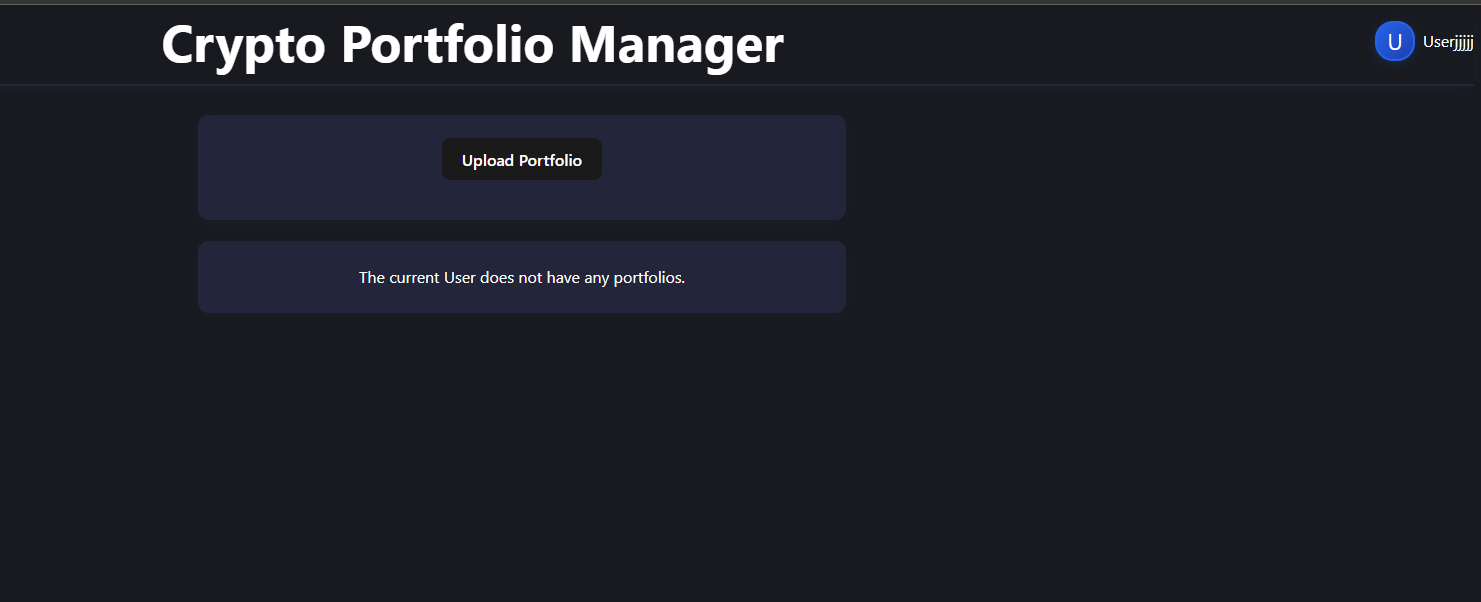 Crypto Portfolio Manager
U Userjjjjj
Upload Portfolio
The current User does not have any portfolios.